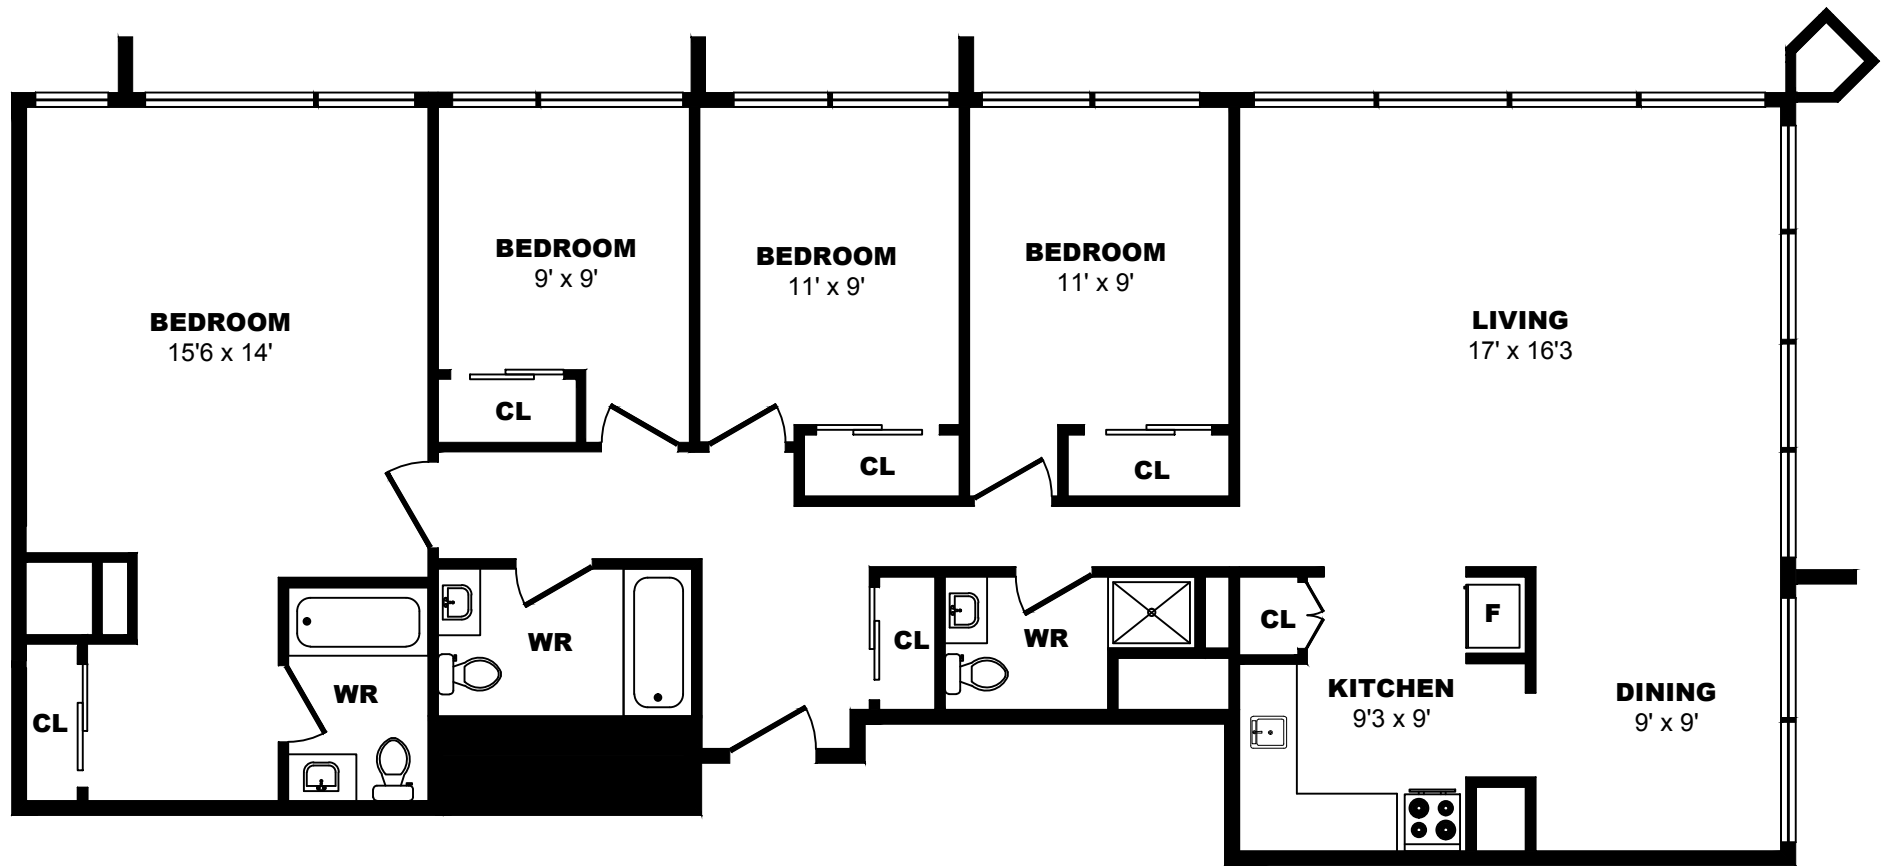 BEDROOM
15'6 x 14'
BEDROOM
9' x 9'
BEDROOM
11' x 9'
BEDROOM
11' x 9'
LIVING
17' x 16'3
CL
CL
CL
CL
WR
WR
CL
WR
CL
F
KITCHEN
9'3 x 9'
DINING
9' x 9'